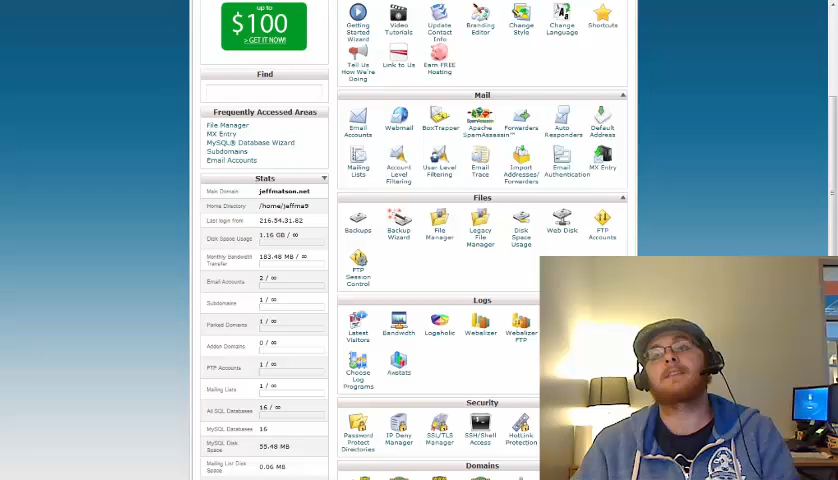 up to
$100
> GET IT NOW!
Find
Frequently Accessed Areas
File Manager
MX Entry
MySQL® Database Wizard
Subdomains
Email Accounts
Stats
Main Domain jeffmatson.net
Home Directory /home/jeffma9
Last login from 216.54.31.82
Disk Space Usage 1.16 GB / ∞
Monthly Bandwidth Transfer 183.48 MB / ∞
Email Accounts 2 / ∞
Subdomains 1 / ∞
Parked Domains 1 / ∞
Addon Domains 0 / ∞
FTP Accounts 1 / ∞
Mailing Lists 1 / ∞
All SQL Databases 16 / ∞
MySQL Databases 16
MySQL Disk Space 55.48 MB
Mailing List Disk Space 0.06 MB
Getting Started Wizard
Video Tutorials
Update Contact Info
Branding Editor
Change Style
Change Language
Shortcuts
Tell Us How We're Doing
Link to Us
Earn FREE Hosting
Mail
Email Accounts
Webmail
BoxTrapper
Apache SpamAssassin™
Forwarders
Auto Responders
Default Address
Mailing Lists
Account Level Filtering
User Level Filtering
Email Trace
Import Addresses/Forwarders
Email Authentication
MX Entry
Files
Backups
Backup Wizard
File Manager
Legacy File Manager
Disk Space Usage
Web Disk
FTP Accounts
FTP Session Control
Logs
Latest Visitors
Bandwidth
Logaholic
Webalizer
Webalizer FTP
Choose Log Programs
Awstats
Security
Password Protect Directories
IP Deny Manager
SSL/TLS Manager
SSH/Shell Access
HotLink Protection
Domains